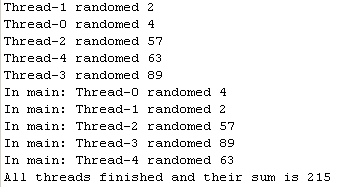 Thread-1 randomed 2
Thread-0 randomed 4
Thread-2 randomed 57
Thread-4 randomed 63
Thread-3 randomed 89
In main: Thread-0 randomed 4
In main: Thread-1 randomed 2
In main: Thread-2 randomed 57
In main: Thread-3 randomed 89
In main: Thread-4 randomed 63
All threads finished and their sum is 215